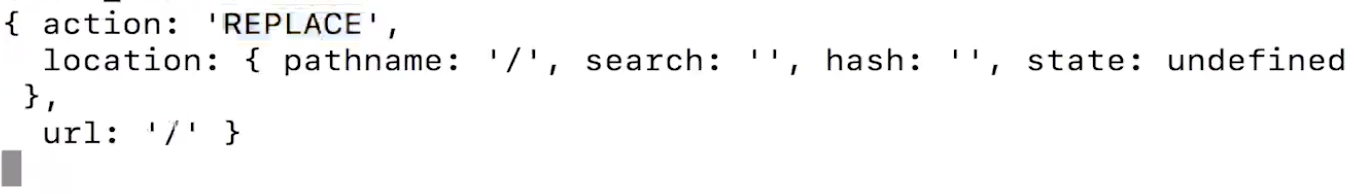 { action: 'REPLACE',
  location: { pathname: '/', search: '', hash: '', state: undefined
 },
  url: '/' }